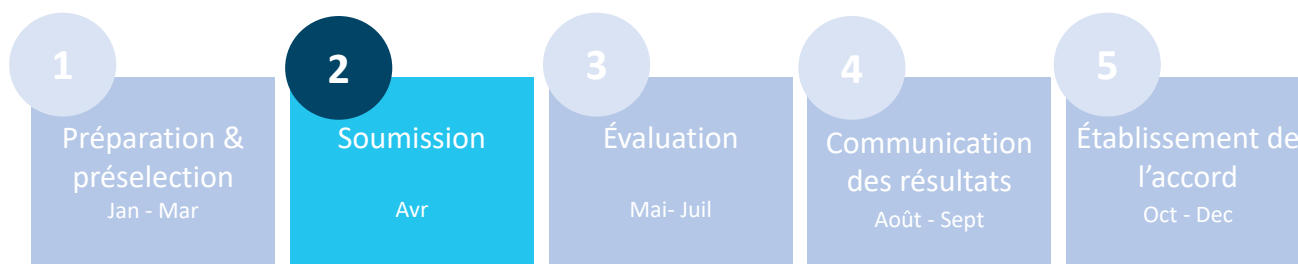 1
Préparation &
préselection
Jan - Mar
2
Soumission
Avr
3
Évaluation
Mai- Juil
4
Communication
des résultats
Août - Sept
5
Établissement de
l’accord
Oct - Dec